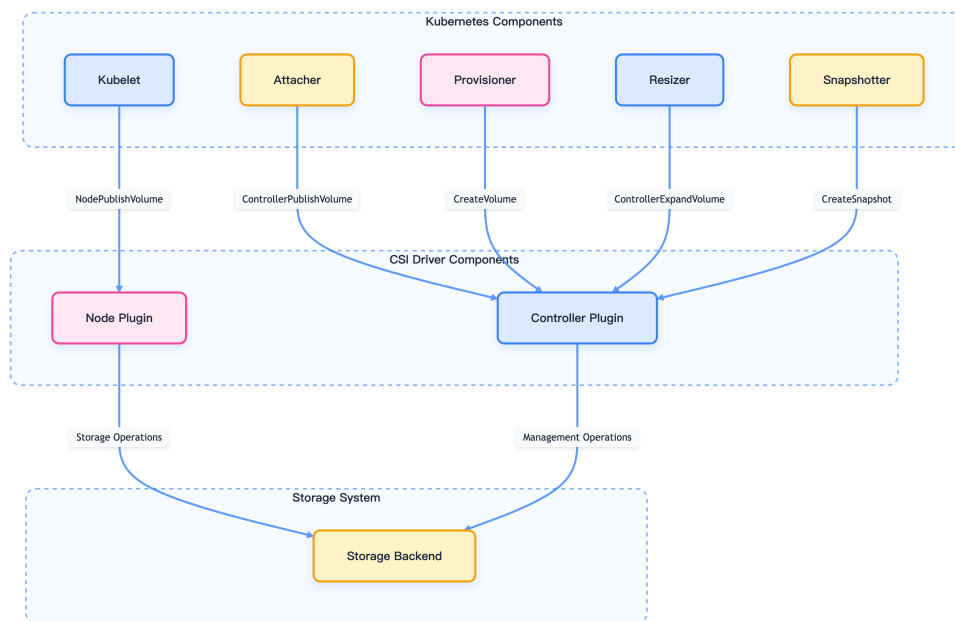 Kubernetes Components
Kubelet
Attacher
Provisioner
Resizer
Snapshotter
NodePublishVolume
ControllerPublishVolume
CreateVolume
ControllerExpandVolume
CreateSnapshot
CSI Driver Components
Node Plugin
Controller Plugin
Storage Operations
Management Operations
Storage System
Storage Backend